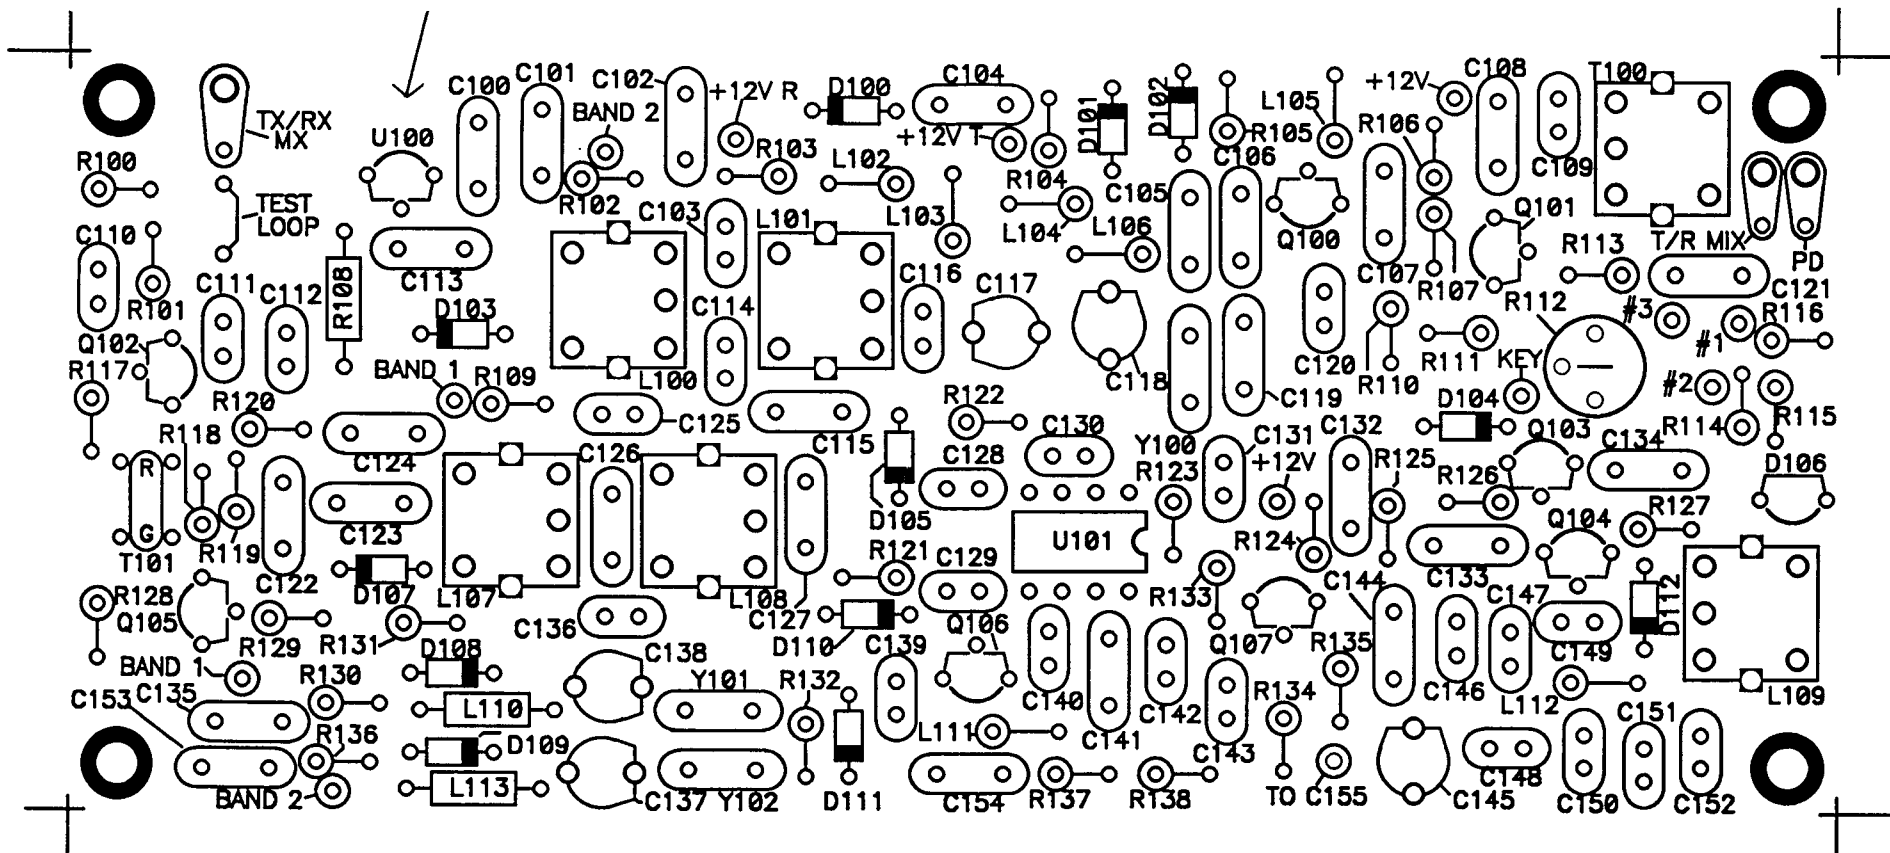 C100
C101
C102
+12V R
D100
C104
D101
D102
L105
R106
+12V
C108
T100
TX/RX
MX
U100
BAND 2
R103
L102
+12V T
R105
C106
C109
R100
TEST
LOOP
R102
C103
L101
L103
R104
L104
L106
C105
Q100
Q101
T/R MIX
PD
C110
R101
C111
C112
R108
C113
D103
C114
C116
C117
C107
R107
R113
R112
#3
C121
R116
Q102
R117
BAND 1
R109
L100
C118
C120
R110
R111
KEY
#1
#2
R120
R118
C125
C115
R122
C119
D104
R114
R115
C124
C126
C130
Y100
C131
C132
Q103
C134
R
C128
R123
+12V
R125
R126
D106
G
T101
R119
C123
D105
R127
C122
D107
L107
L108
C127
R121
C129
U101
R124
C133
Q104
R128
Q105
R129
R131
C136
D110
C139
Q106
R133
Q107
C144
C147
D112
BAND 1
D108
C138
R135
C149
C153
C135
R130
L110
Y101
R132
C140
C142
R134
C146
L112
L109
R136
D109
L111
C141
C143
C151
BAND 2
L113
C137
Y102
D111
C154
R137
R138
TO C155
C145
C148
C150
C152